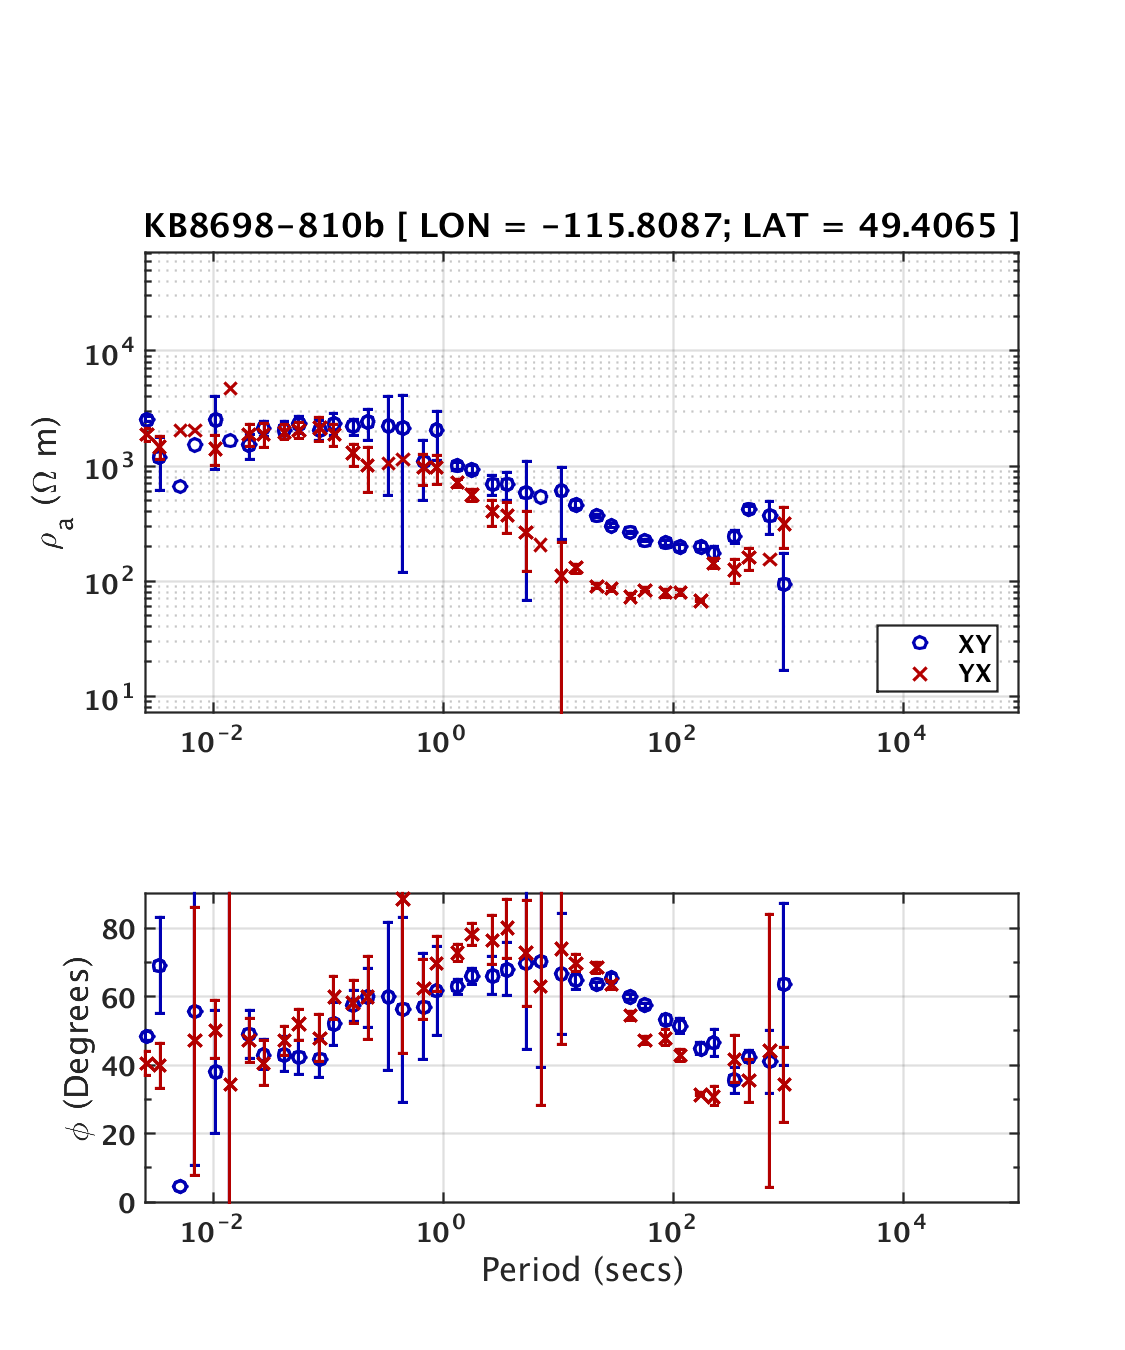 KB8698-810b [ LON = -115.8087; LAT = 49.4065 ]
ρa (Ω m)
10^4
10^3
10^2
10^1
XY
YX
10^-2 10^0 10^2 10^4
ϕ (Degrees)
80
60
40
20
0
10^-2 10^0 10^2 10^4
Period (secs)